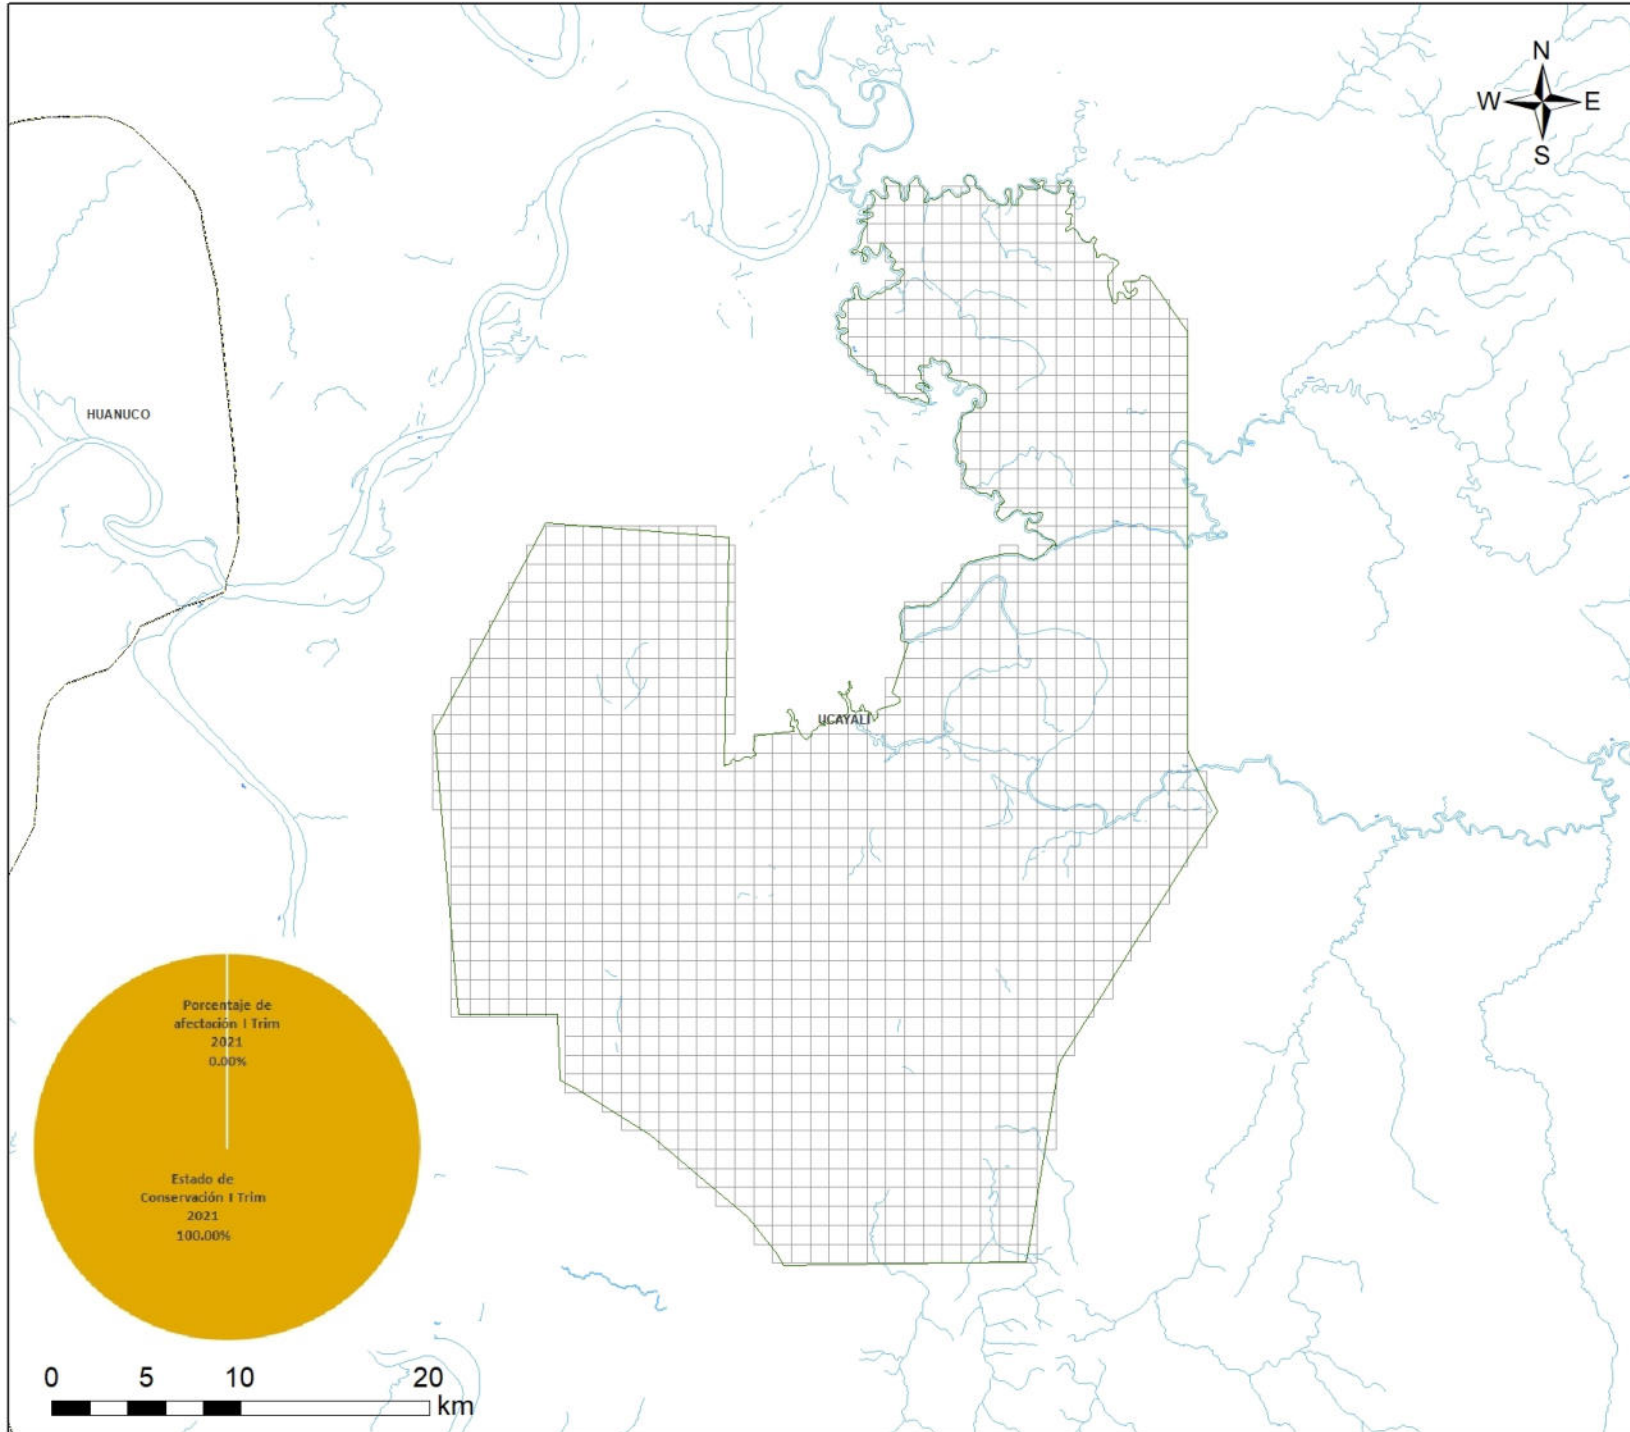 N
W E
S
HUANUCO
UCAYALI
Porcentaje de
afectación I Trim
2021
0.00%
Estado de
Conservación I Trim
2021
100.00%
0 5 10 20
km